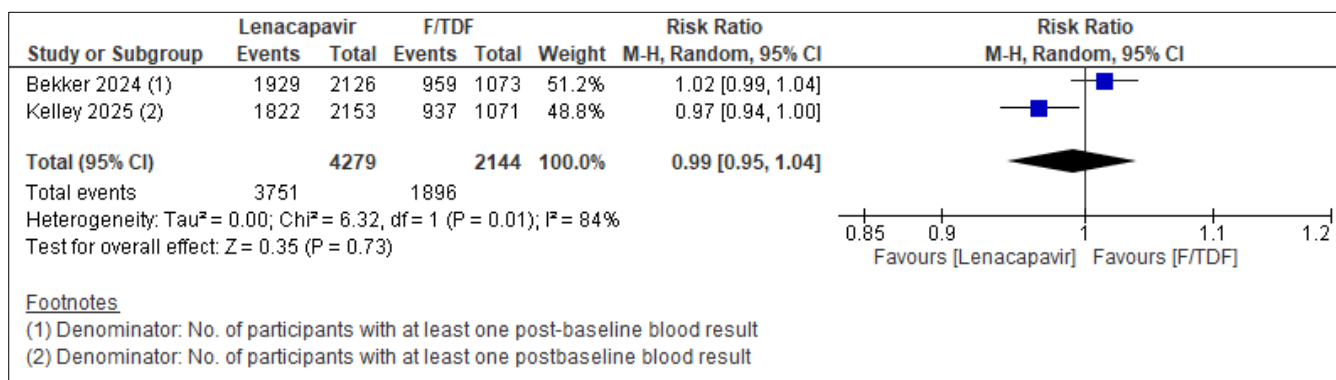 Lenacapavir F/TDF Risk Ratio Risk Ratio
Study or Subgroup Events Total Events Total Weight M-H, Random, 95% CI M-H, Random, 95% CI
Bekker 2024 (1) 1929 2126 959 1073 51.2% 1.02 [0.99, 1.04]
Kelley 2025 (2) 1822 2153 937 1071 48.8% 0.97 [0.94, 1.00]
Total (95% CI) 4279 2144 100.0% 0.99 [0.95, 1.04]
Total events 3751 1896
Heterogeneity: Tau² = 0.00; Chi² = 6.32, df = 1 (P = 0.01); I² = 84%
Test for overall effect: Z = 0.35 (P = 0.73)
0.85 0.9 1 1.1 1.2
Favours [Lenacapavir] Favours [F/TDF]
Footnotes
(1) Denominator: No. of participants with at least one post-baseline blood result
(2) Denominator: No. of participants with at least one postbaseline blood result